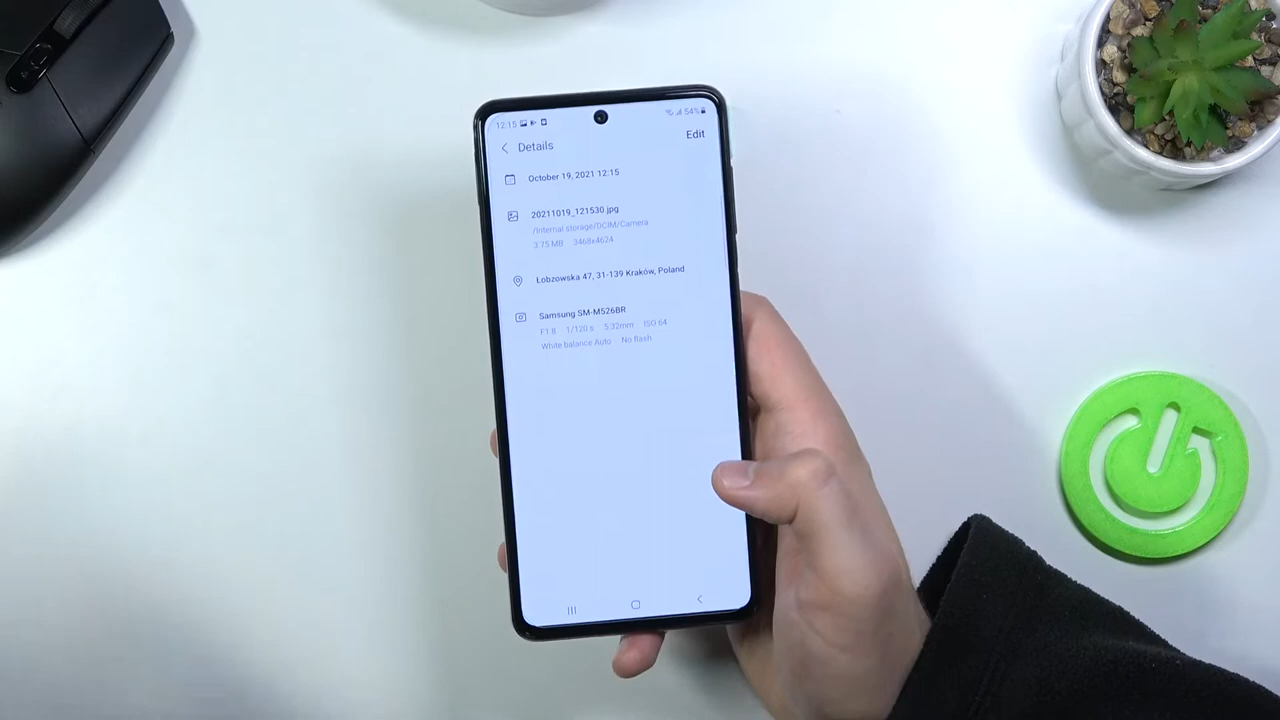 12:15 54%
Edit
Details
October 19, 2021 12:15
20211019_121530.jpg
/Internal storage/DCIM/Camera
3.75 MB 3468x4624
Łobzowska 47, 31-139 Kraków, Poland
Samsung SM-M526BR
F1.8 1/120 s 5.32mm ISO 64
White balance Auto No flash